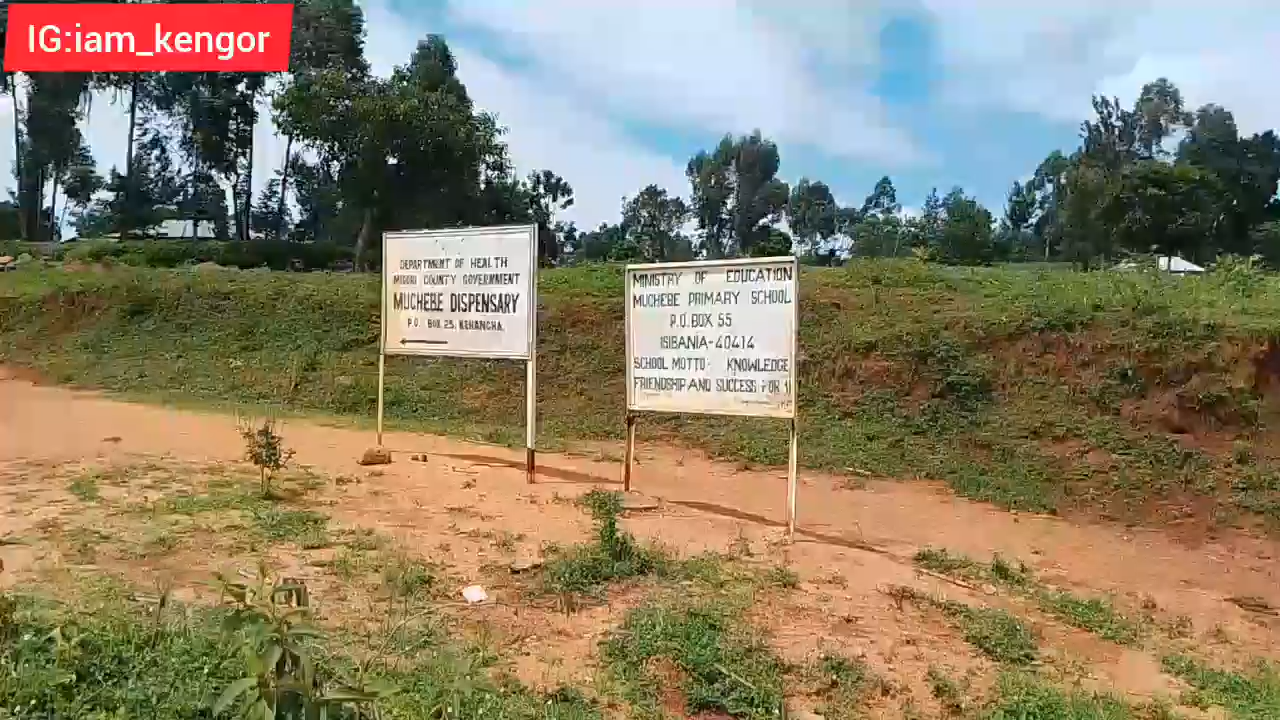 IG:iam_kengor
DEPARTMENT OF HEALTH
MIGORI COUNTY GOVERNMENT
MUCHEBE DISPENSARY
P.O. BOX 25, KEHANCHA.
MINISTRY OF EDUCATION
MUCHEBE PRIMARY SCHOOL
P.O.BOX 55
ISIBANIA-40414
SCHOOL MOTTO- KNOWLEDGE
FRIENDSHIP AND SUCCESS FOR